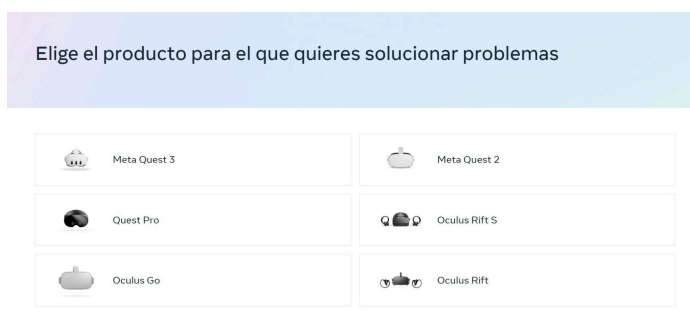 Elige el producto para el que quieres solucionar problemas
Meta Quest 3
Meta Quest 2
Quest Pro
Oculus Rift S
Oculus Go
Oculus Rift